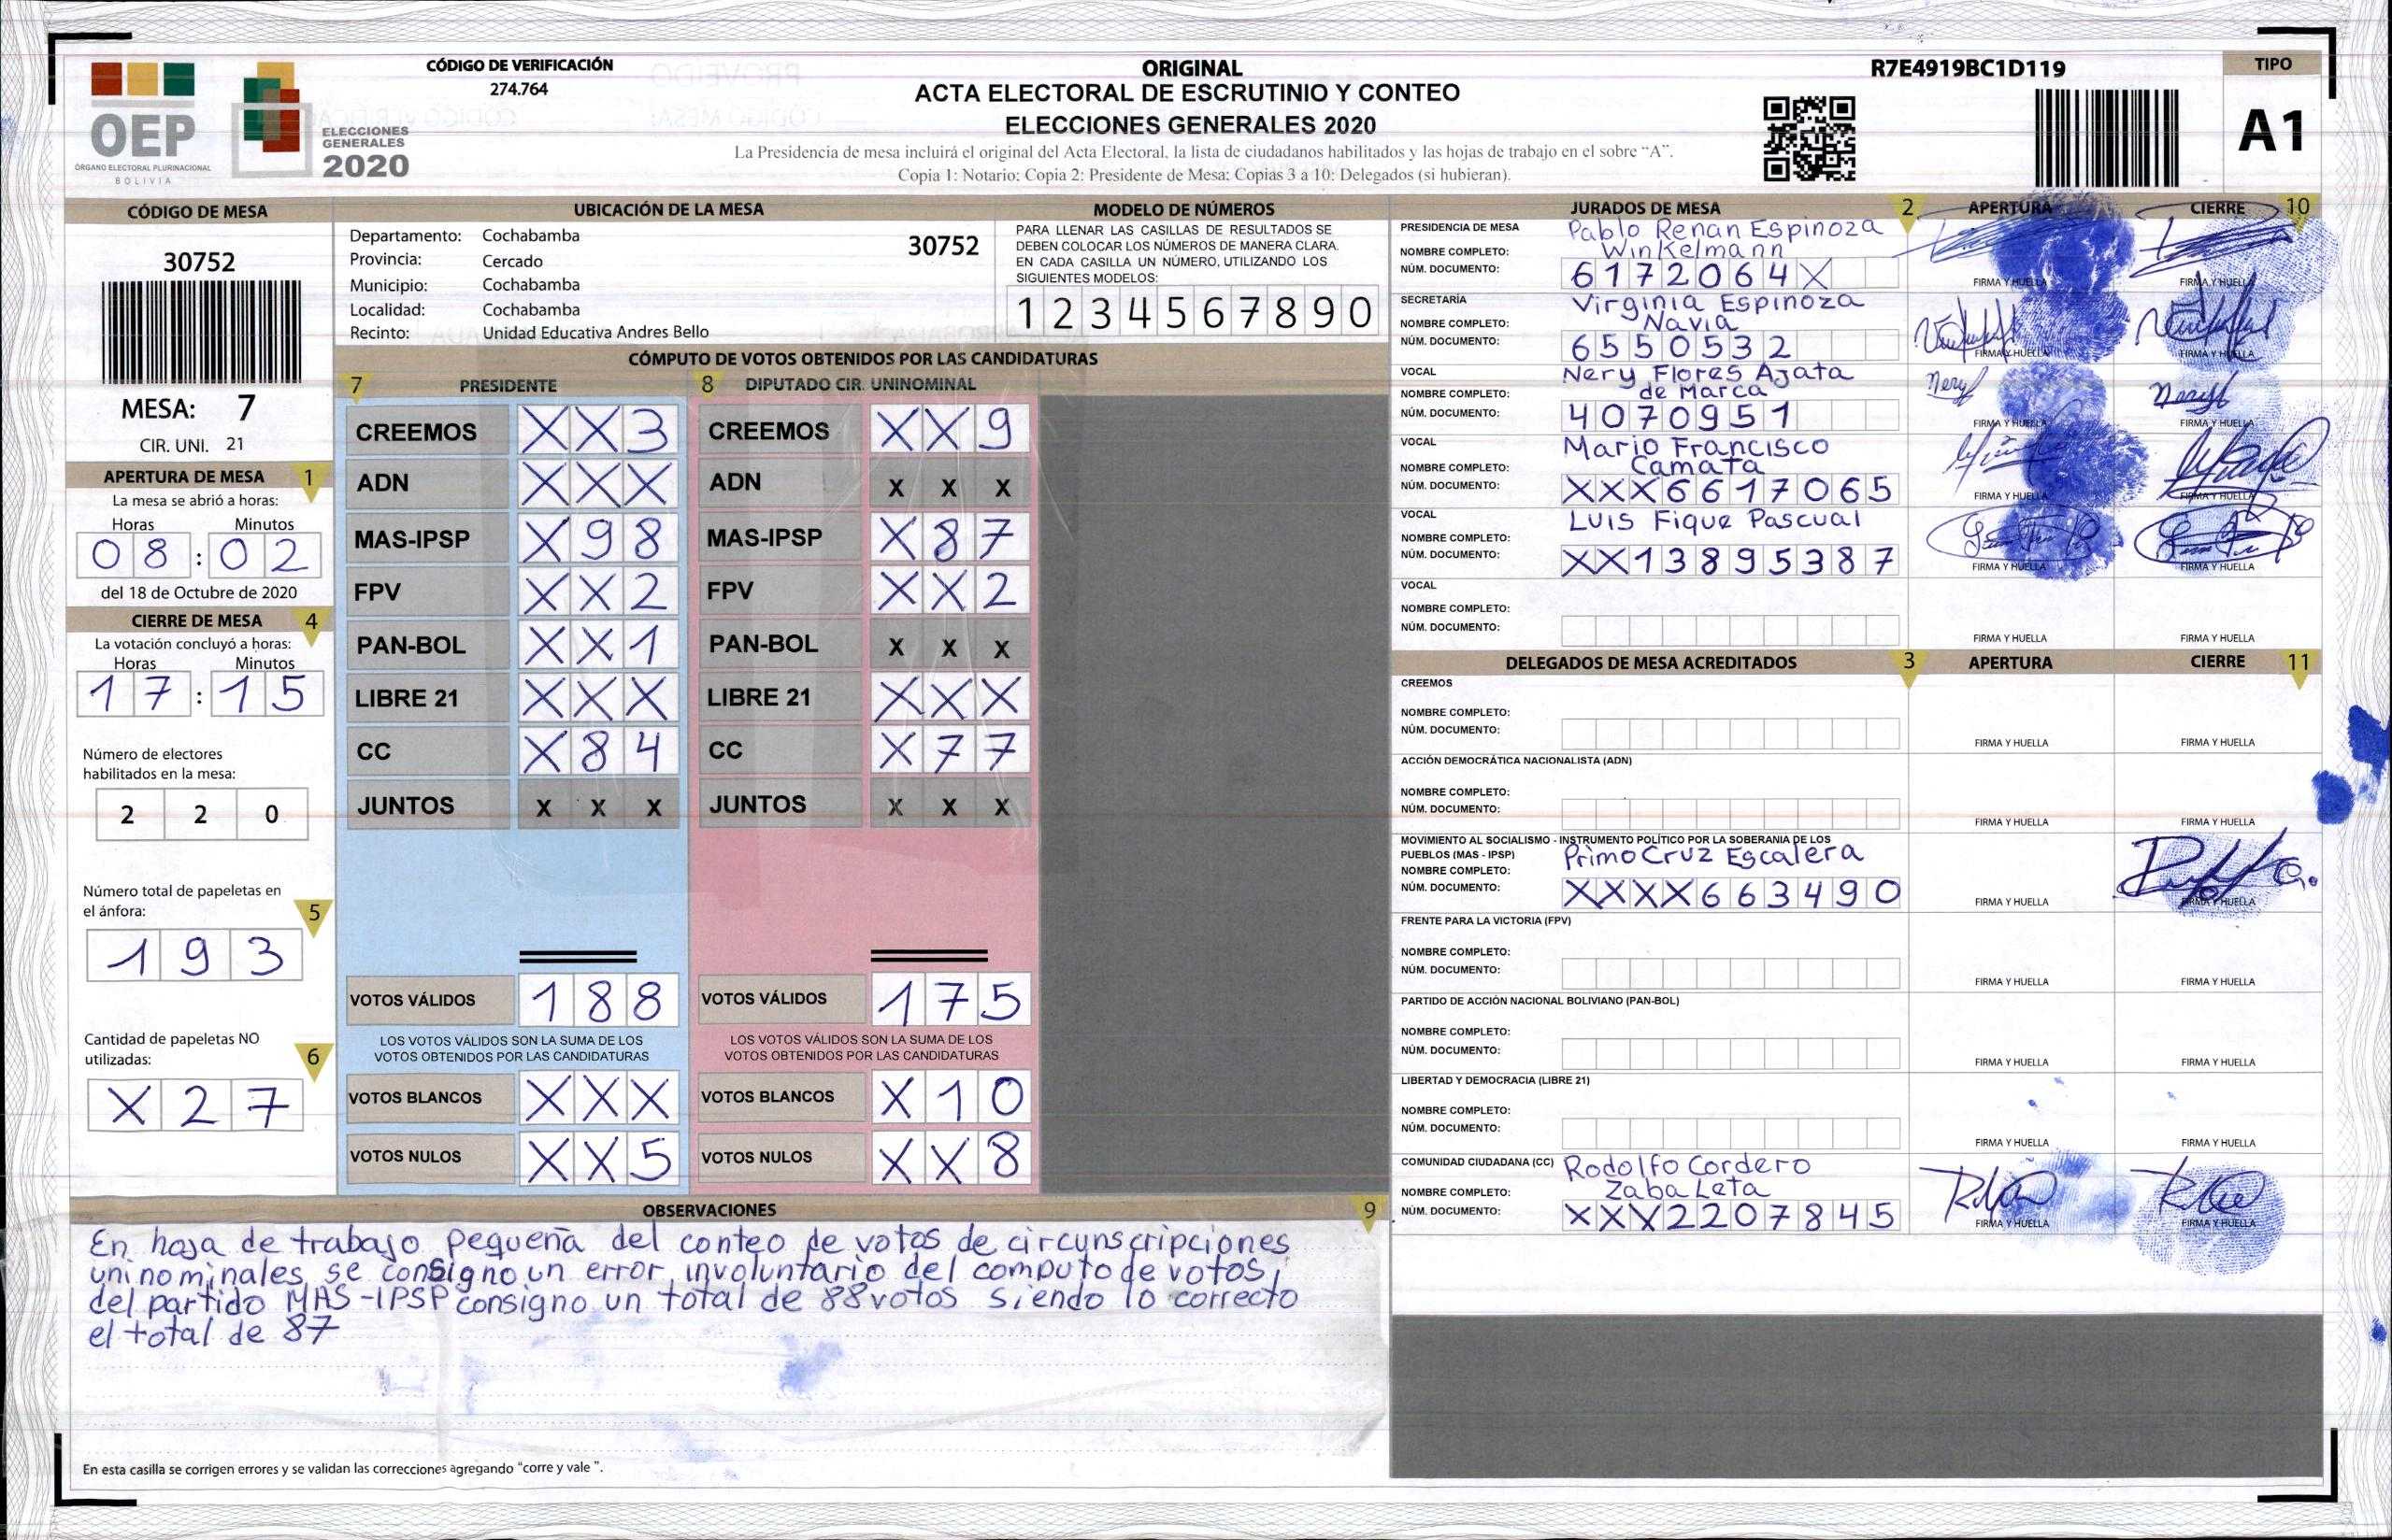 CÓDIGO DE VERIFICACIÓN
274.764
ORIGINAL
ACTA ELECTORAL DE ESCRUTINIO Y CONTEO
ELECCIONES GENERALES 2020
La Presidencia de mesa incluirá el original del Acta Electoral, la lista de ciudadanos habilitados y las hojas de trabajo en el sobre “A”.
Copia 1: Notario; Copia 2: Presidente de Mesa; Copias 3 a 10: Delegados (si hubieran).
R7E4919BC1D119
TIPO
A1
OEP
ÓRGANO ELECTORAL PLURINACIONAL
BOLIVIA
ELECCIONES
GENERALES
2020
CÓDIGO DE MESA
30752
MESA: 7
CIR. UNI. 21
APERTURA DE MESA 1
La mesa se abrió a horas:
Horas Minutos
08:02
del 18 de Octubre de 2020
CIERRE DE MESA 4
La votación concluyó a horas:
Horas Minutos
17:15
Número de electores
habilitados en la mesa:
2 2 0
Número total de papeletas en
el ánfora: 5
1 9 3
Cantidad de papeletas NO
utilizadas: 6
X 2 7
UBICACIÓN DE LA MESA
Departamento: Cochabamba
30752
Provincia: Cercado
Municipio: Cochabamba
Localidad: Cochabamba
Recinto: Unidad Educativa Andres Bello
MODELO DE NÚMEROS
PARA LLENAR LAS CASILLAS DE RESULTADOS SE
DEBEN COLOCAR LOS NÚMEROS DE MANERA CLARA.
EN CADA CASILLA UN NÚMERO, UTILIZANDO LOS
SIGUIENTES MODELOS:
1 2 3 4 5 6 7 8 9 0
CÓMPUTO DE VOTOS OBTENIDOS POR LAS CANDIDATURAS
7 PRESIDENTE
CREEMOS X X 3
ADN X X X
MAS-IPSP X 9 8
FPV X X 2
PAN-BOL X X 1
LIBRE 21 X X X
CC X 8 4
JUNTOS X X X
VOTOS VÁLIDOS 1 8 8
LOS VOTOS VÁLIDOS SON LA SUMA DE LOS
VOTOS OBTENIDOS POR LAS CANDIDATURAS
VOTOS BLANCOS X X X
VOTOS NULOS X X 5
8 DIPUTADO CIR. UNINOMINAL
CREEMOS X X 9
ADN X X X
MAS-IPSP X 8 7
FPV X X 2
PAN-BOL X X X
LIBRE 21 X X X
CC X 7 7
JUNTOS X X X
VOTOS VÁLIDOS 1 7 5
LOS VOTOS VÁLIDOS SON LA SUMA DE LOS
VOTOS OBTENIDOS POR LAS CANDIDATURAS
VOTOS BLANCOS X 1 0
VOTOS NULOS X X 8
OBSERVACIONES 9
En hoja de trabajo pequeña del conteo de votos de circunscripciones
uninominales, se consigno un error involuntario del computo de votos,
del partido MAS-IPSP consigno un total de 88 votos siendo lo correcto
el total de 87
En esta casilla se corrigen errores y se validan las correcciones agregando “corre y vale”.
JURADOS DE MESA 2 APERTURA CIERRE 10
PRESIDENCIA DE MESA Pablo Renan Espinoza
NOMBRE COMPLETO: Winkelmann
NÚM. DOCUMENTO: 6172064X
FIRMA Y HUELLA FIRMA Y HUELLA
SECRETARÍA Virginia Espinoza
NOMBRE COMPLETO: Navia
NÚM. DOCUMENTO: 6550532
FIRMA Y HUELLA FIRMA Y HUELLA
VOCAL Nery Flores Ajata
NOMBRE COMPLETO: de Marca
NÚM. DOCUMENTO: 4070951
FIRMA Y HUELLA FIRMA Y HUELLA
VOCAL Mario Francisco
NOMBRE COMPLETO: Camata
NÚM. DOCUMENTO: XXX6617065
FIRMA Y HUELLA FIRMA Y HUELLA
VOCAL Luis Fique Pascual
NOMBRE COMPLETO:
NÚM. DOCUMENTO: XX13895387
FIRMA Y HUELLA FIRMA Y HUELLA
VOCAL
NOMBRE COMPLETO:
NÚM. DOCUMENTO:
FIRMA Y HUELLA FIRMA Y HUELLA
DELEGADOS DE MESA ACREDITADOS 3 APERTURA CIERRE 11
CREEMOS
NOMBRE COMPLETO:
NÚM. DOCUMENTO:
FIRMA Y HUELLA FIRMA Y HUELLA
ACCIÓN DEMOCRÁTICA NACIONALISTA (ADN)
NOMBRE COMPLETO:
NÚM. DOCUMENTO:
FIRMA Y HUELLA FIRMA Y HUELLA
MOVIMIENTO AL SOCIALISMO - INSTRUMENTO POLÍTICO POR LA SOBERANIA DE LOS
PUEBLOS (MAS - IPSP) Primo Cruz Escalera
NOMBRE COMPLETO:
NÚM. DOCUMENTO: XXXX663490
FIRMA Y HUELLA FIRMA Y HUELLA
FRENTE PARA LA VICTORIA (FPV)
NOMBRE COMPLETO:
NÚM. DOCUMENTO:
FIRMA Y HUELLA FIRMA Y HUELLA
PARTIDO DE ACCIÓN NACIONAL BOLIVIANO (PAN-BOL)
NOMBRE COMPLETO:
NÚM. DOCUMENTO:
FIRMA Y HUELLA FIRMA Y HUELLA
LIBERTAD Y DEMOCRACIA (LIBRE 21)
NOMBRE COMPLETO:
NÚM. DOCUMENTO:
FIRMA Y HUELLA FIRMA Y HUELLA
COMUNIDAD CIUDADANA (CC) Rodolfo Cordero
NOMBRE COMPLETO: Zabaleta
NÚM. DOCUMENTO: XXX2207845
FIRMA Y HUELLA FIRMA Y HUELLA